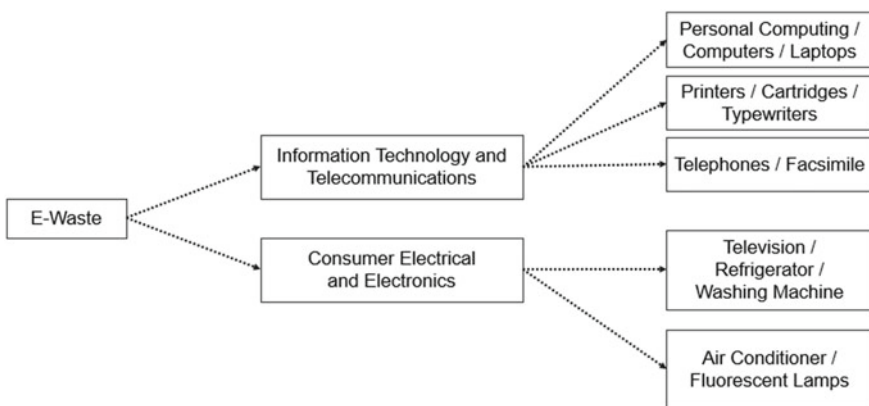 E-Waste
Information Technology and
Telecommunications
Consumer Electrical
and Electronics
Personal Computing /
Computers / Laptops
Printers / Cartridges /
Typewriters
Telephones / Facsimile
Television /
Refrigerator /
Washing Machine
Air Conditioner /
Fluorescent Lamps